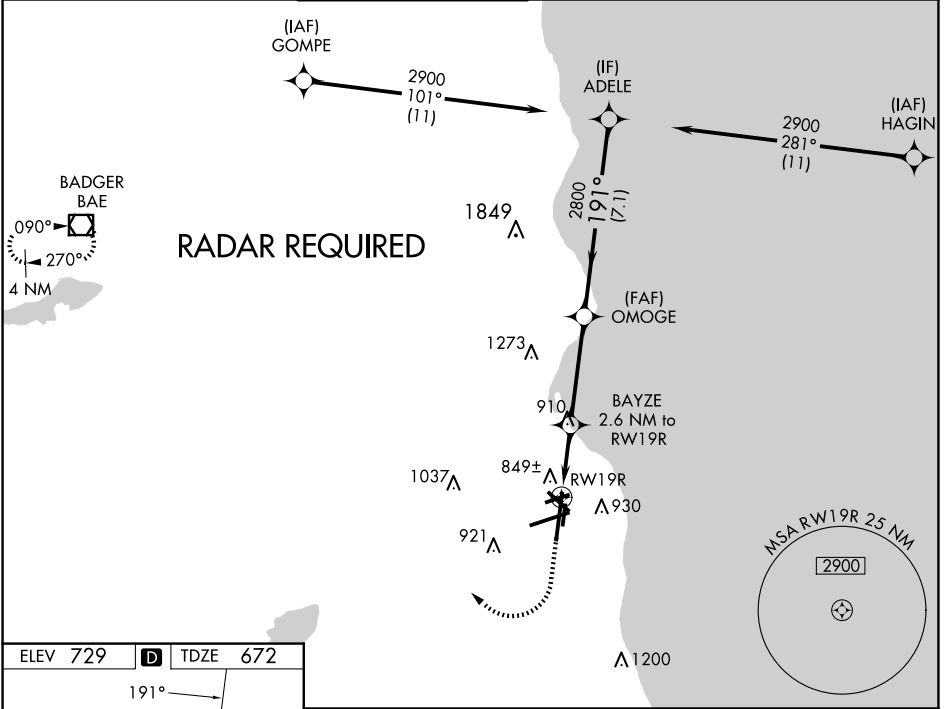 (IAF)
GOMPE
2900
101°
(11)
(IF)
ADELE
2900
281°
(11)
(IAF)
HAGIN
BADGER
BAE
090°
270°
4 NM
RADAR REQUIRED
1849
2800
191°
(7.1)
(FAF)
OMOGE
1273
910
BAYZE
2.6 NM to
RW19R
849±
RW19R
1037
930
921
MSA RW19R 25 NM
2900
1200
ELEV 729 D TDZE 672
191°